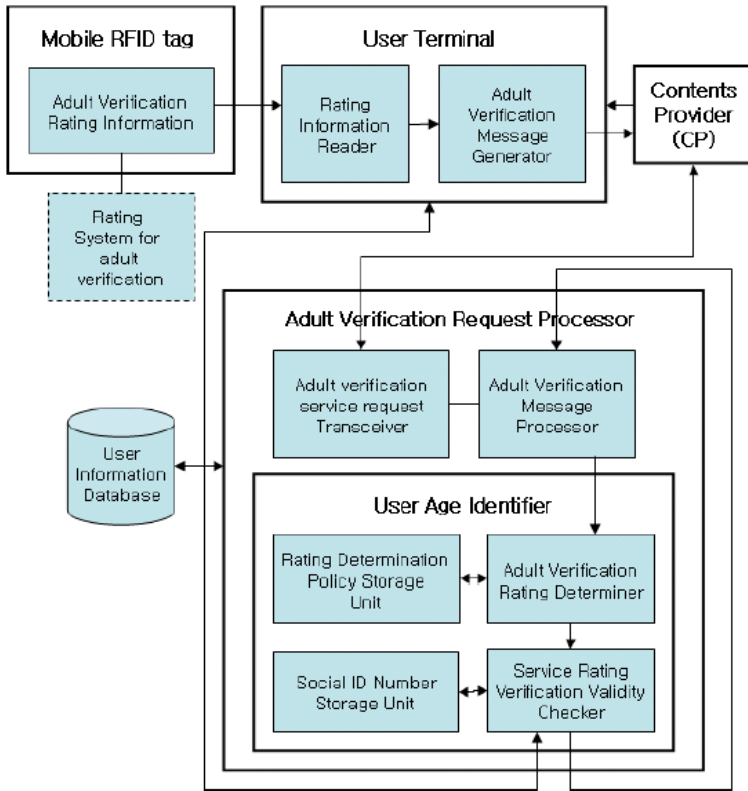 Mobile RFID tag
Adult Verification
Rating Information
Rating
System for
adult
verification
User Terminal
Rating
Information
Reader
Adult
Verification
Message
Generator
Contents
Provider
(CP)
Adult Verification Request Processor
Adult verification
service request
Transceiver
Adult Verification
Message
Processor
User
Information
Database
User Age Identifier
Rating Determination
Policy Storage
Unit
Adult Verification
Rating Determiner
Social ID Number
Storage Unit
Service Rating
Verification Validity
Checker